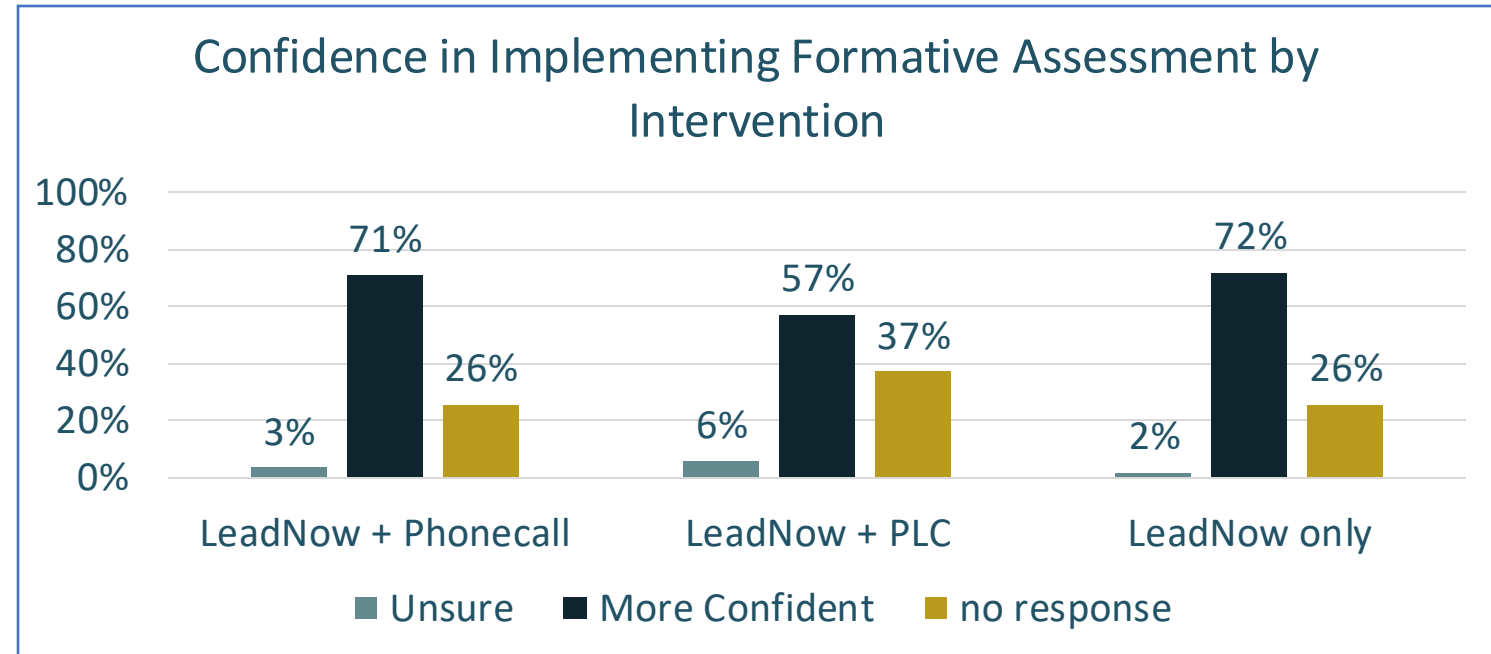 Confidence in Implementing Formative Assessment by
Intervention
100%
80%
60%
40%
20%
0%
3%
71%
26%
6%
57%
37%
2%
72%
26%
LeadNow + Phonecall
LeadNow + PLC
LeadNow only
Unsure
More Confident
no response